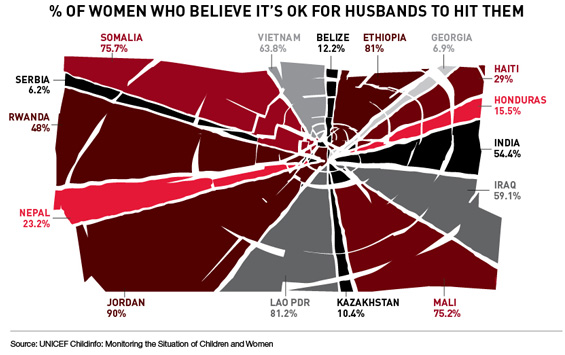 % OF WOMEN WHO BELIEVE IT'S OK FOR HUSBANDS TO HIT THEM
SOMALIA
75.7%
VIETNAM
63.8%
BELIZE
12.2%
ETHIOPIA
81%
GEORGIA
6.9%
SERBIA
6.2%
HAITI
29%
HONDURAS
15.5%
RWANDA
48%
INDIA
54.4%
IRAQ
59.1%
NEPAL
23.2%
JORDAN
90%
LAO PDR
81.2%
KAZAKHSTAN
10.4%
MALI
75.2%
Source: UNICEF Childinfo: Monitoring the Situation of Children and Women